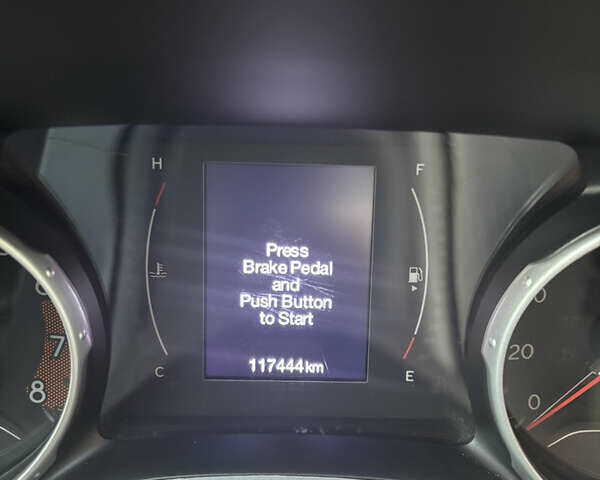 H
F
Press
Brake Pedal
and
Push Button
to Start
117444 km
C
E
7
8
20
0